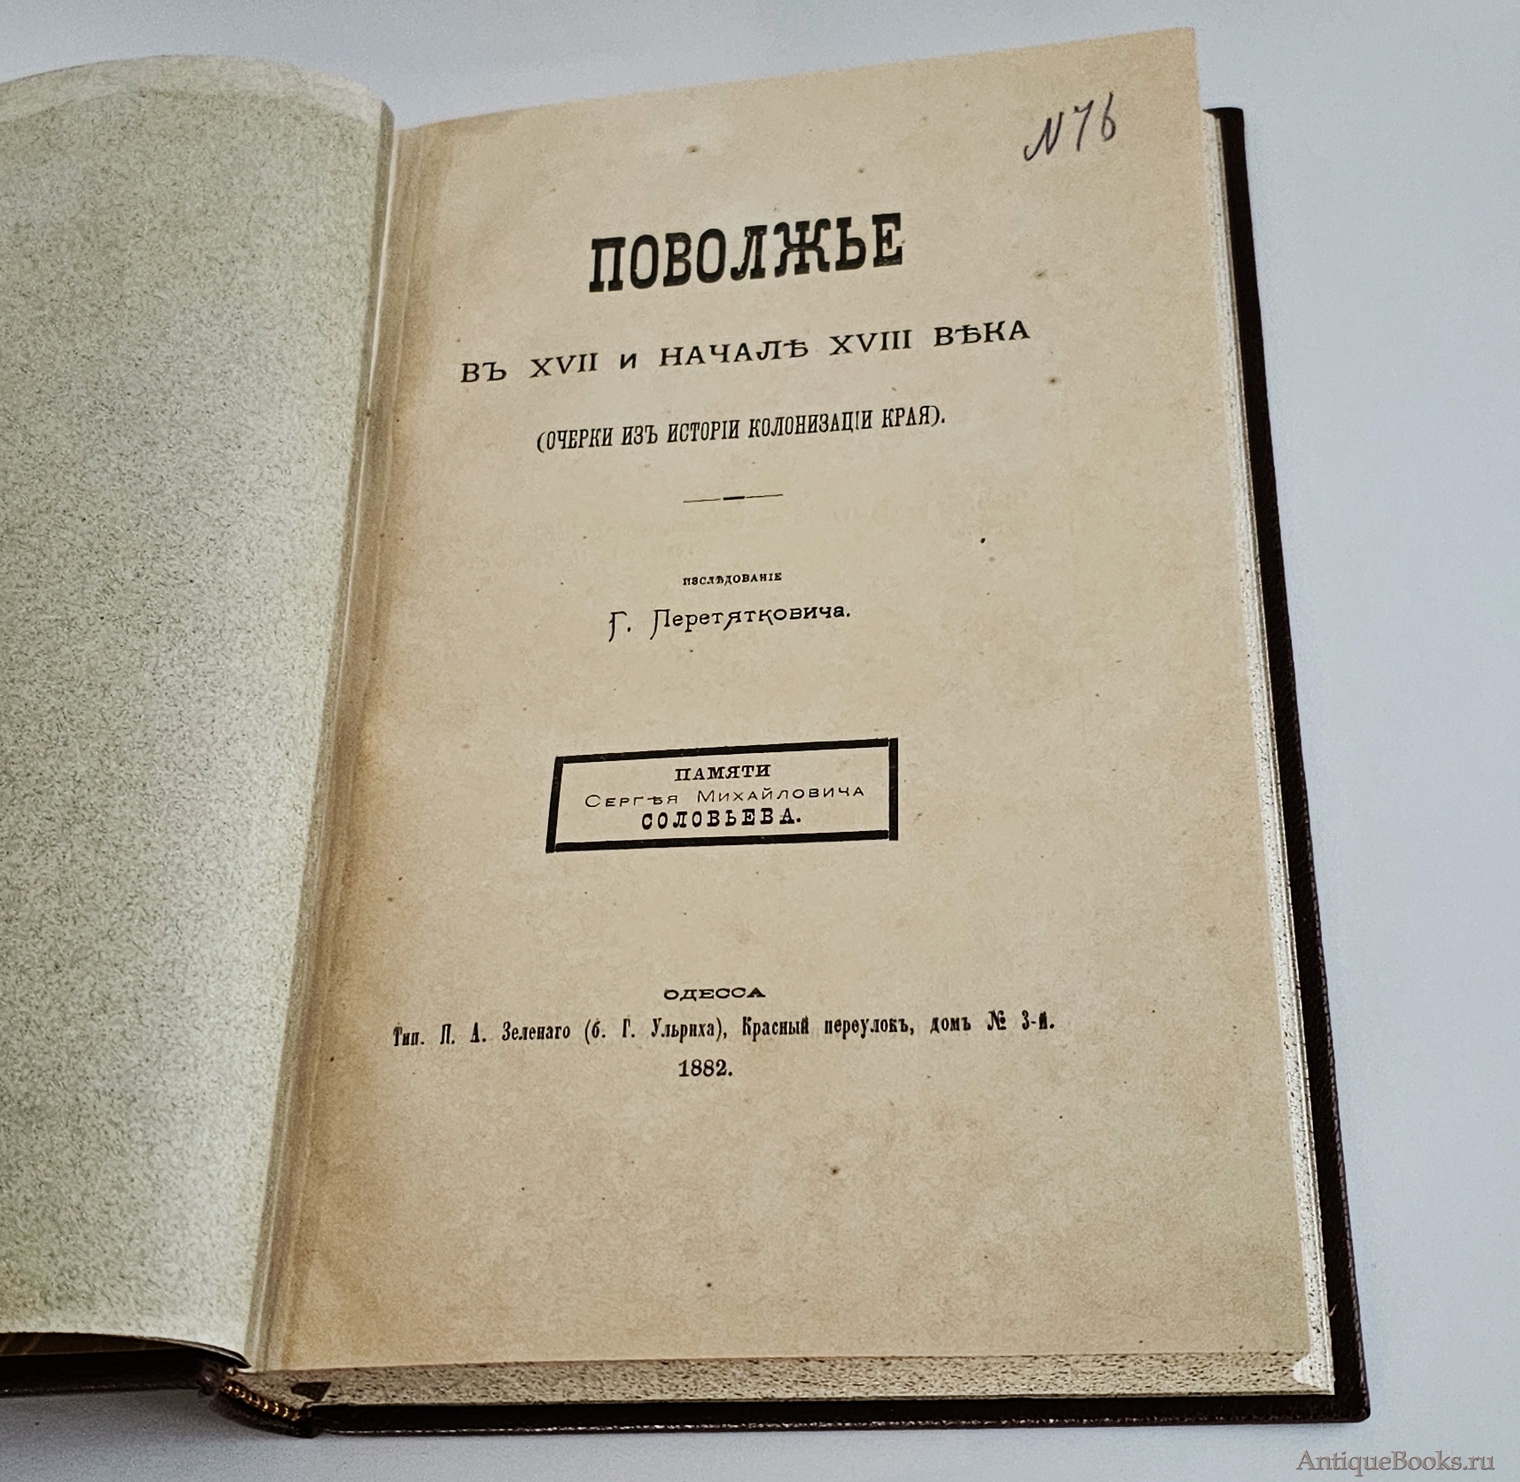 N 76
ПОВОЛЖЬЕ
ВЪ XVII и НАЧАЛѢ XVIII ВѢКА
(ОЧЕРКИ ИЗЪ ИСТОРІИ КОЛОНИЗАЦІИ КРАЯ).
ИЗСЛѢДОВАНІЕ
Г. Перетятковича.
ПАМЯТИ
СЕРГѢЯ МИХАЙЛОВИЧА
СОЛОВЬЕВА.
ОДЕССА
Тип. П. А. Зеленаго (б. Г. Ульриха), Красный переулокъ, домъ № 3-й.
1882.
AntiqueBooks.ru